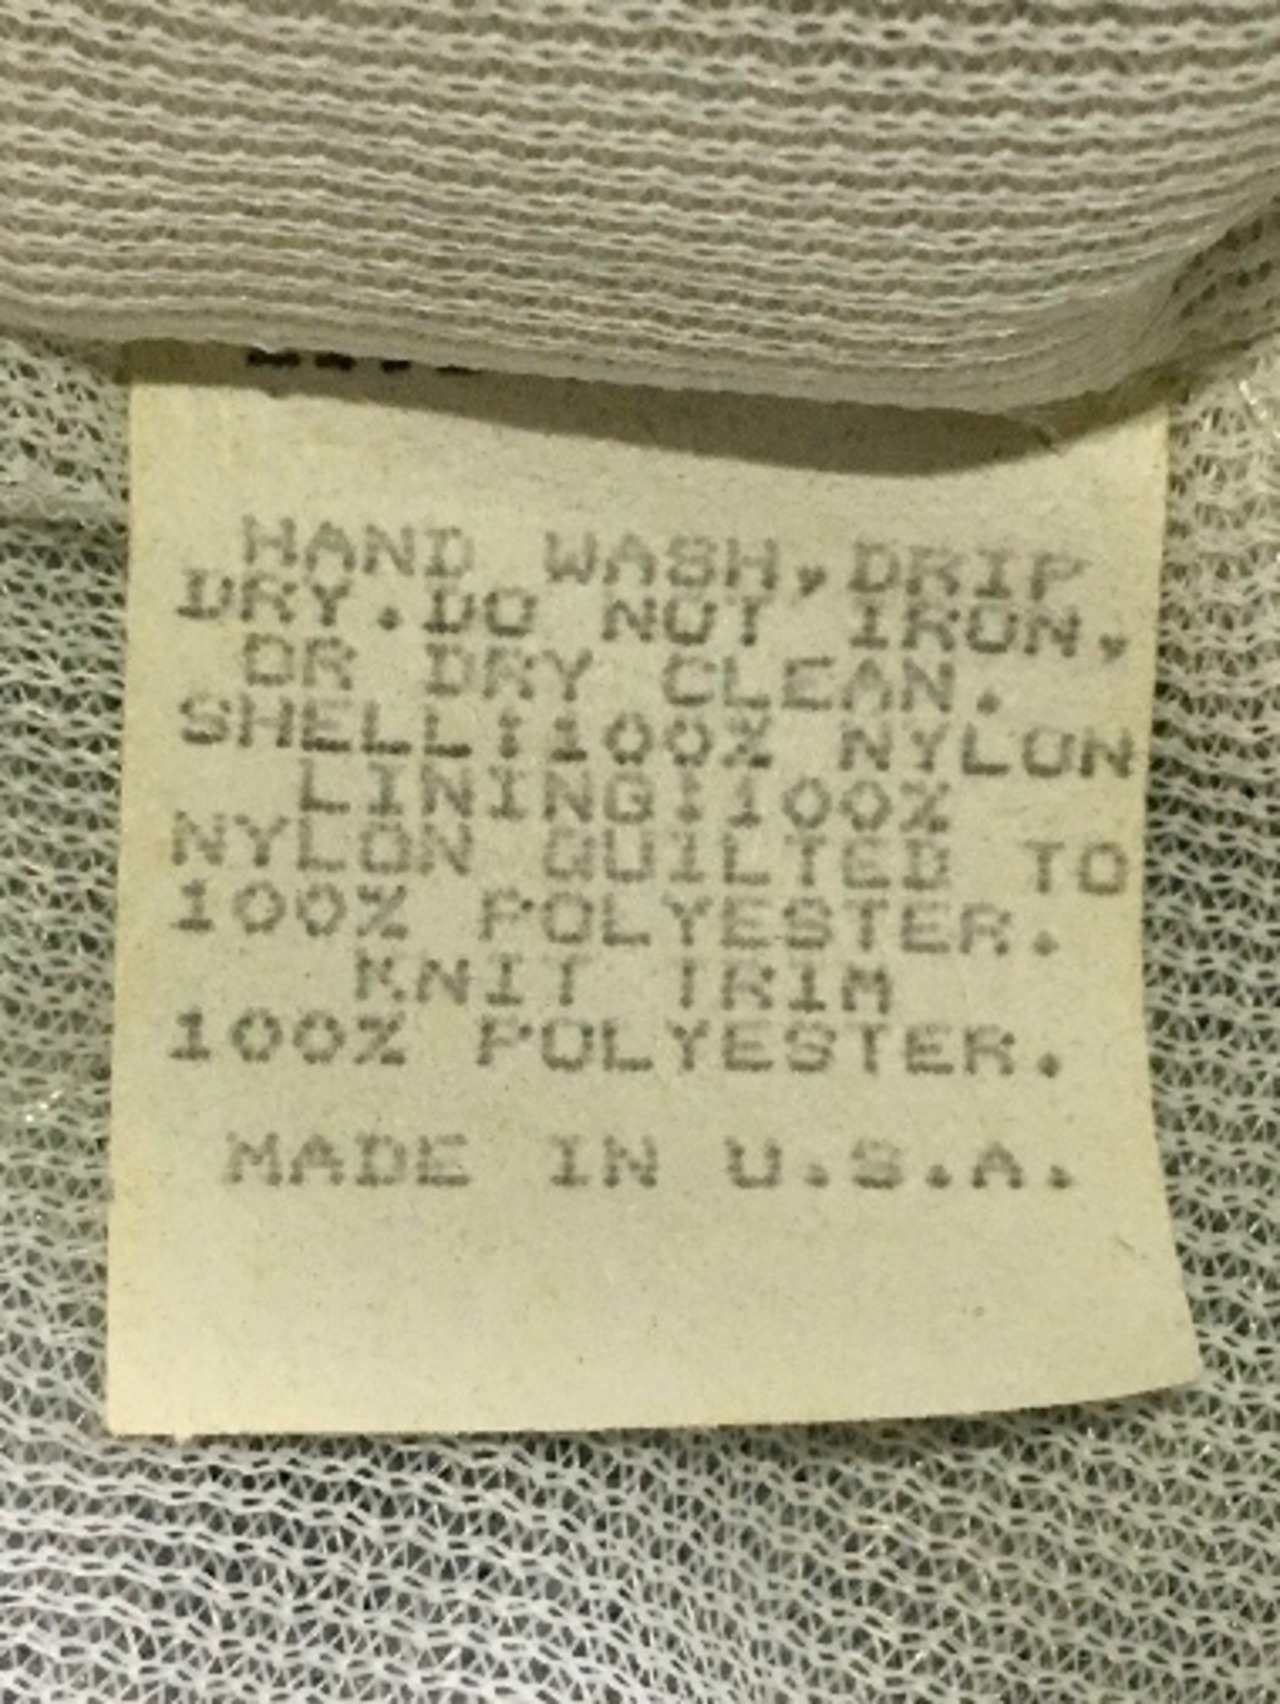 HAND WASH,DRIP
DRY.DO NOT IRON,
OR DRY CLEAN.
SHELL:100% NYLON
LINING:100%
NYLON QUILTED TO
100% POLYESTER.
KNIT TRIM
100% POLYESTER.
MADE IN U.S.A.